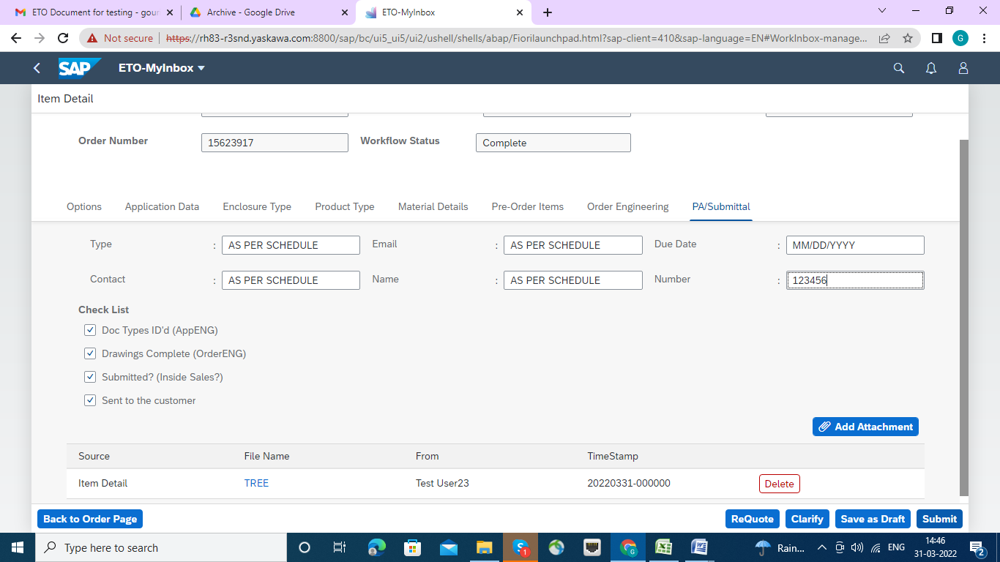 ETO Document for testing - gour
Archive - Google Drive
ETO-MyInbox
Not secure
https://rh83-r3snd.yaskawa.com:8800/sap/bc/ui5_ui5/ui2/ushell/shells/abap/Fiorilaunchpad.html?sap-client=410&sap-language=EN#WorkInbox-manage...
G
SAP ETO-MyInbox
Item Detail
Order Number 15623917 Workflow Status Complete
Options Application Data Enclosure Type Product Type Material Details Pre-Order Items Order Engineering PA/Submittal
Type : AS PER SCHEDULE Email : AS PER SCHEDULE Due Date : MM/DD/YYYY
Contact : AS PER SCHEDULE Name : AS PER SCHEDULE Number : 123456
Check List
Doc Types ID'd (AppENG)
Drawings Complete (OrderENG)
Submitted? (Inside Sales?)
Sent to the customer
Add Attachment
Source File Name From TimeStamp
Item Detail TREE Test User23 20220331-000000 Delete
Back to Order Page ReQuote Clarify Save as Draft Submit
Type here to search
1
G
Rain...
ENG
14:46
31-03-2022
2